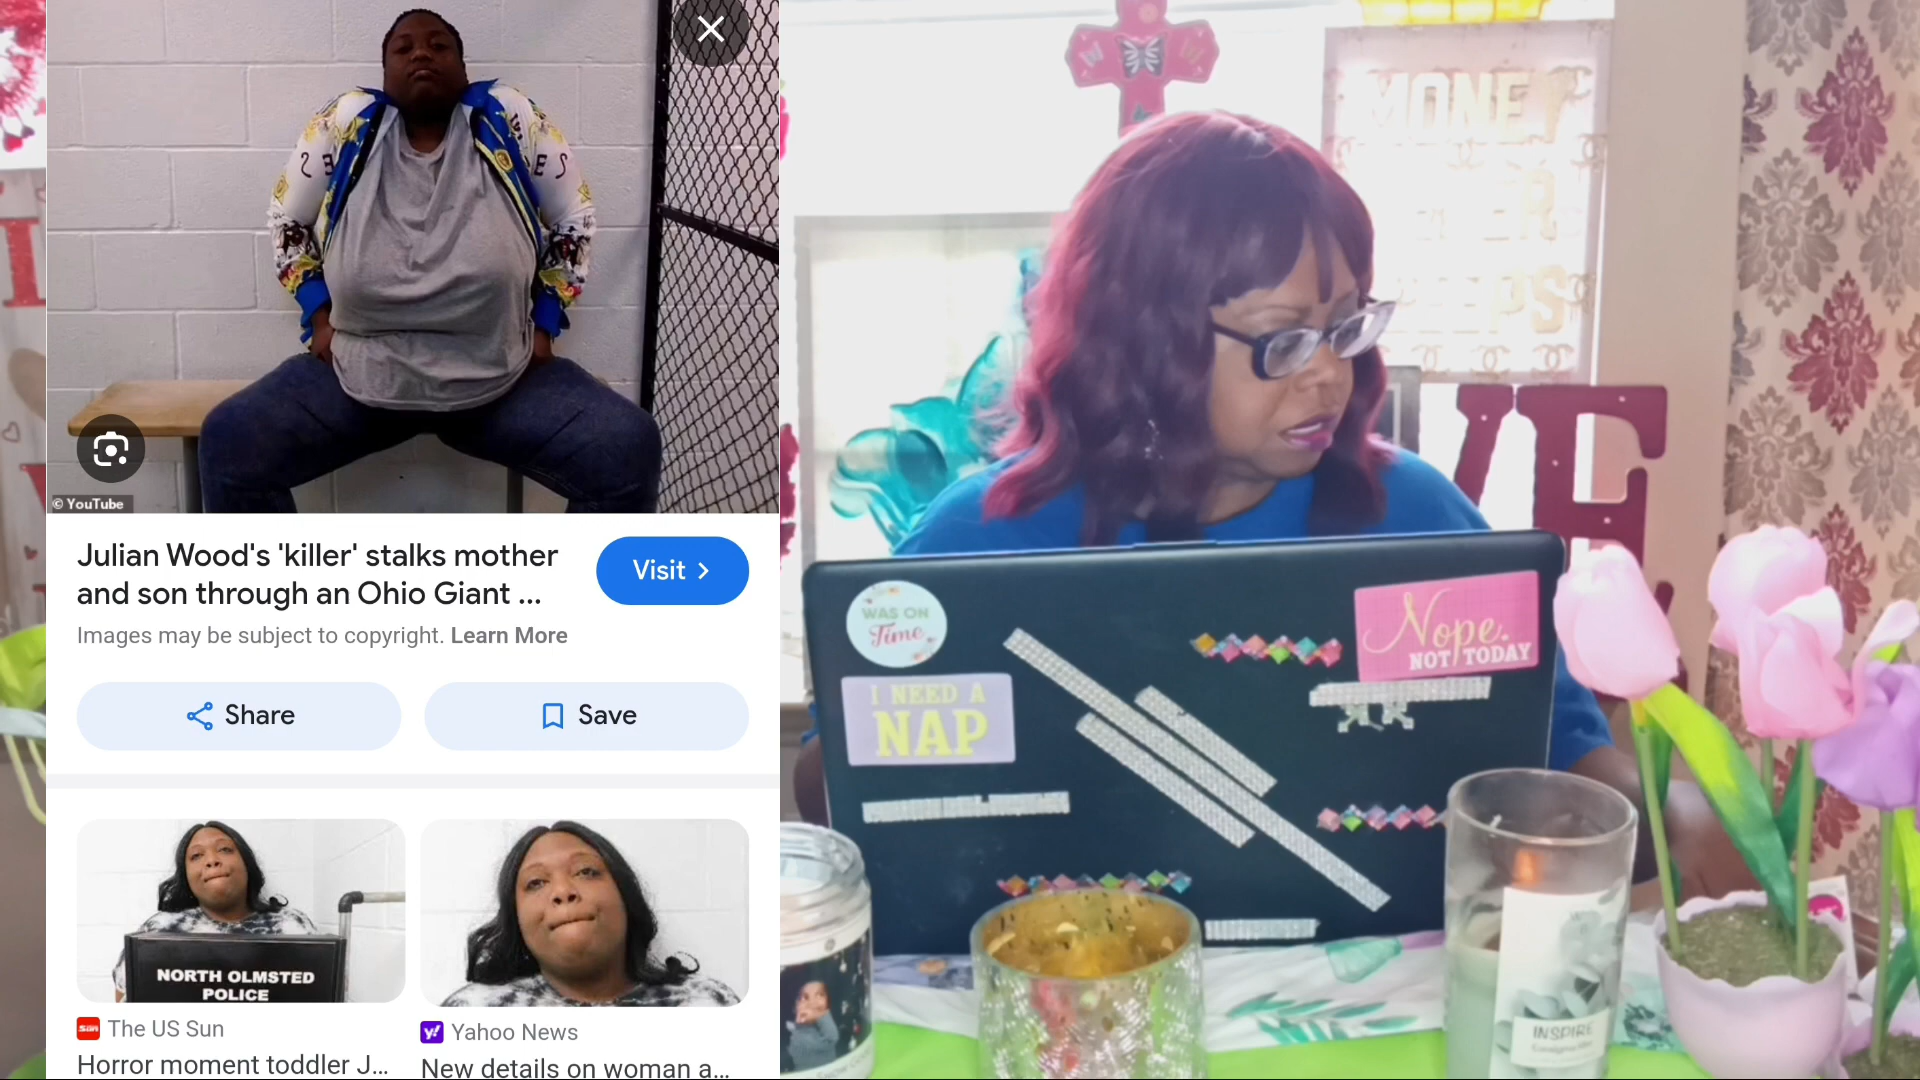 © YouTube
Julian Wood's 'killer' stalks mother
and son through an Ohio Giant ...
Visit >
Images may be subject to copyright. Learn More
Share
Save
NORTH OLMSTED
POLICE
The US Sun
Horror moment toddler J...
Yahoo News
New details on woman a...
WAS ON
Time
I NEED A
NAP
Nope.
NOT TODAY
MONEY
INSPIRE